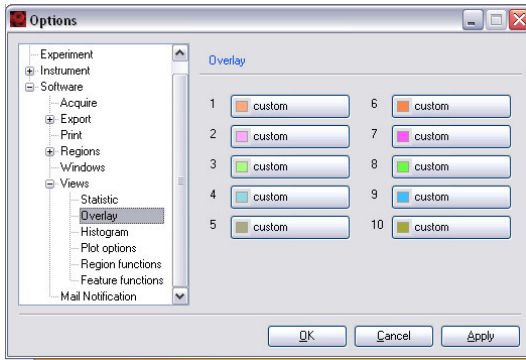 Options
Experiment
Instrument
Software
Acquire
Export
Print
Regions
Windows
Views
Statistic
Overlay
Histogram
Plot options
Region functions
Feature functions
Mail Notification
Overlay
1 custom
2 custom
3 custom
4 custom
5 custom
6 custom
7 custom
8 custom
9 custom
10 custom
OK Cancel Apply